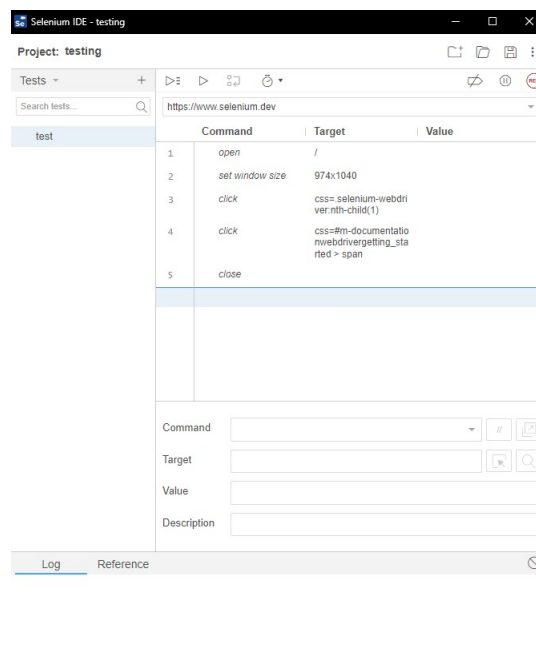 Se Selenium IDE - testing
Project: testing
Tests
Search tests...
test
https://www.selenium.dev
Command Target Value
1 open /
2 set window size 974x1040
3 click css=.selenium-webdri
ver:nth-child(1)
4 click css=#m-documentatio
nwebdrivergetting_sta
rted > span
5 close
Command //
Target
Value
Description
Log Reference